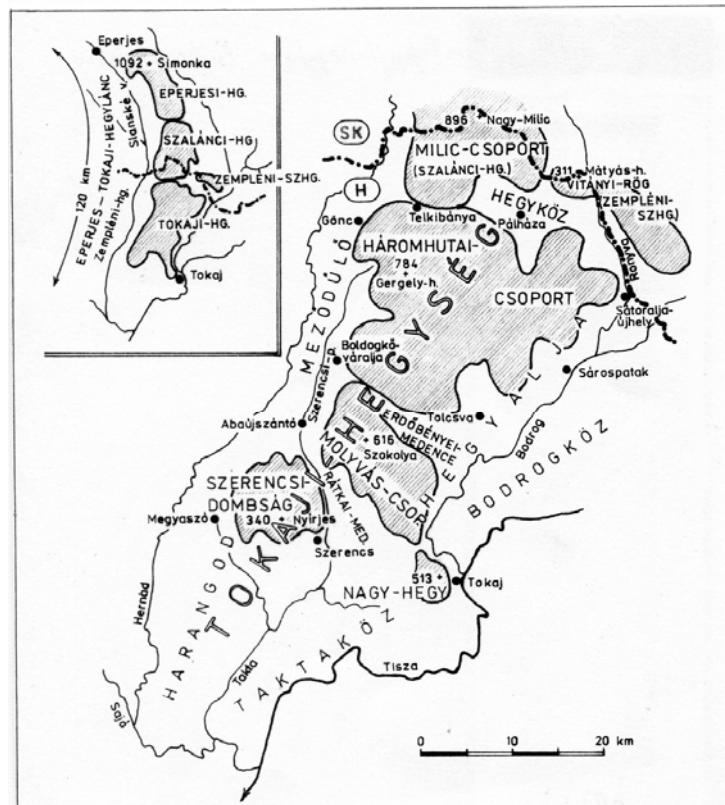 Eperjes
1092 + Simonka
EPERJESI-HG.
Slanské v.
SZALÁNCI-HG.
ZEMPLÉNI-SZHG.
EPERJES-TOKAJI-HEGYLÁNC
Zempléni-hg.
120 km
TOKAJI-HG.
Tokaj
SK
H
896 + Nagy-Milic
MILIC-CSOPORT
(SZALÁNCI-HG.)
311 Mátyás-h.
VITÁNYI-RÖG
(ZEMPLÉNI-
SZHG.)
HEGYKÖZ
Telkibánya
Pálháza
Gönc
Ronyva
HÁROMHUTAI-
784
+ Gergely-h.
CSOPORT
Sátoralja-
újhely
MEZŐDÜLŐ
Boldogkő-
váralja
Szerencsi-p.
Sárospatak
Tolcsva
HEGYALJA
Abaújszántó
ERDŐBÉNYEI-
MEDENCE
+ 616
Szokolya
MOLYVÁS-CSOP.
Bodrog
BODROGKÖZ
TOKAJI-HEGYSÉG
SZERENCSI-
DOMBSÁG
340 + Nyírjes
RÁTKAI-MED.
Megyaszó
Szerencs
513 +
Tokaj
NAGY-HEGY
Hernád
HARANGOD
TAKTAKÖZ
Takta
Tisza
Sajó
0 10 20 km